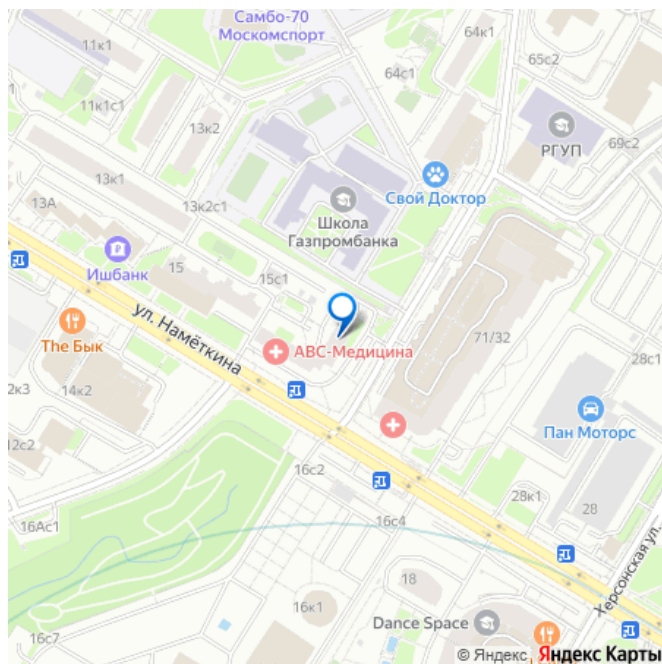 Самбо-70
Москомспорт
11к1
64к1
65с2
64с1
11к1с1
13к2
РГУП
69с2
13к1
Свой Доктор
13А
13к2с1
Школа
Газпромбанка
Ишбанк
15
15с1
ул. Намёткина
The Бык
АВС-Медицина
71/32
28с1
2к3
14к2
Пан Моторс
12с2
16с2
28к1
28
16Ас1
16с4
Херсонская ул.
18
16к1
Dance Space
16с7
© Яндекс Яндекс Карты